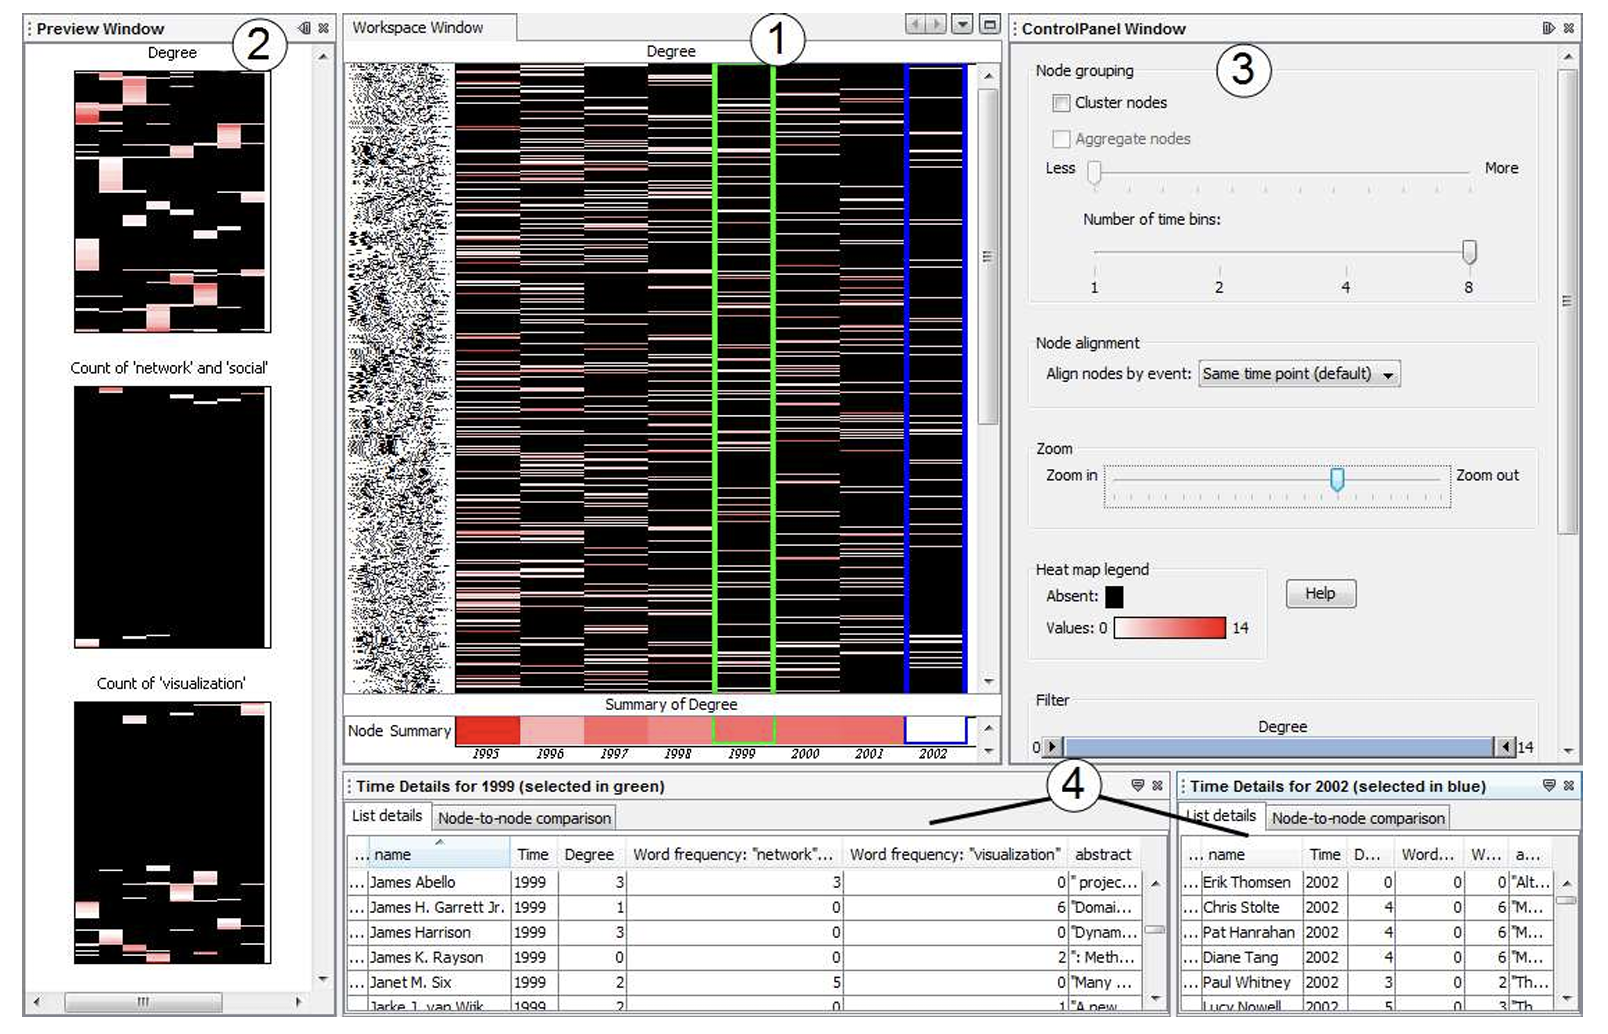 Preview Window
2
Degree
Count of 'network' and 'social'
Count of 'visualization'
Workspace Window
1
Degree
Summary of Degree
Node Summary
1995 1996 1997 1998 1999 2000 2001 2002
ControlPanel Window
3
Node grouping
Cluster nodes
Aggregate nodes
Less More
Number of time bins:
1 2 4 8
Node alignment
Align nodes by event: Same time point (default)
Zoom
Zoom in Zoom out
Heat map legend
Absent:
Help
Values: 0 14
Filter
Degree
0 14
4
Time Details for 1999 (selected in green)
List details Node-to-node comparison
... name Time Degree Word frequency: "network"... Word frequency: "visualization" abstract
... James Abello 1999 3 3 0 " projec...
... James H. Garrett Jr. 1999 1 0 6 "Domai...
... James Harrison 1999 3 0 0 "Dynam...
... James K. Rayson 1999 0 0 2 ": Meth...
... Janet M. Six 1999 2 5 0 "Many ...
... Jarke J. van Wijk 1999 2 0 1 "A new
Time Details for 2002 (selected in blue)
List details Node-to-node comparison
... name Time D... Word... W... a...
... Erik Thomsen 2002 0 0 0 "Alt...
... Chris Stolte 2002 4 0 6 "M...
... Pat Hanrahan 2002 4 0 6 "M...
... Diane Tang 2002 4 0 6 "M...
... Paul Whitney 2002 3 0 2 "Th...
... Lucy Nowell 2002 5 0 3 "Th